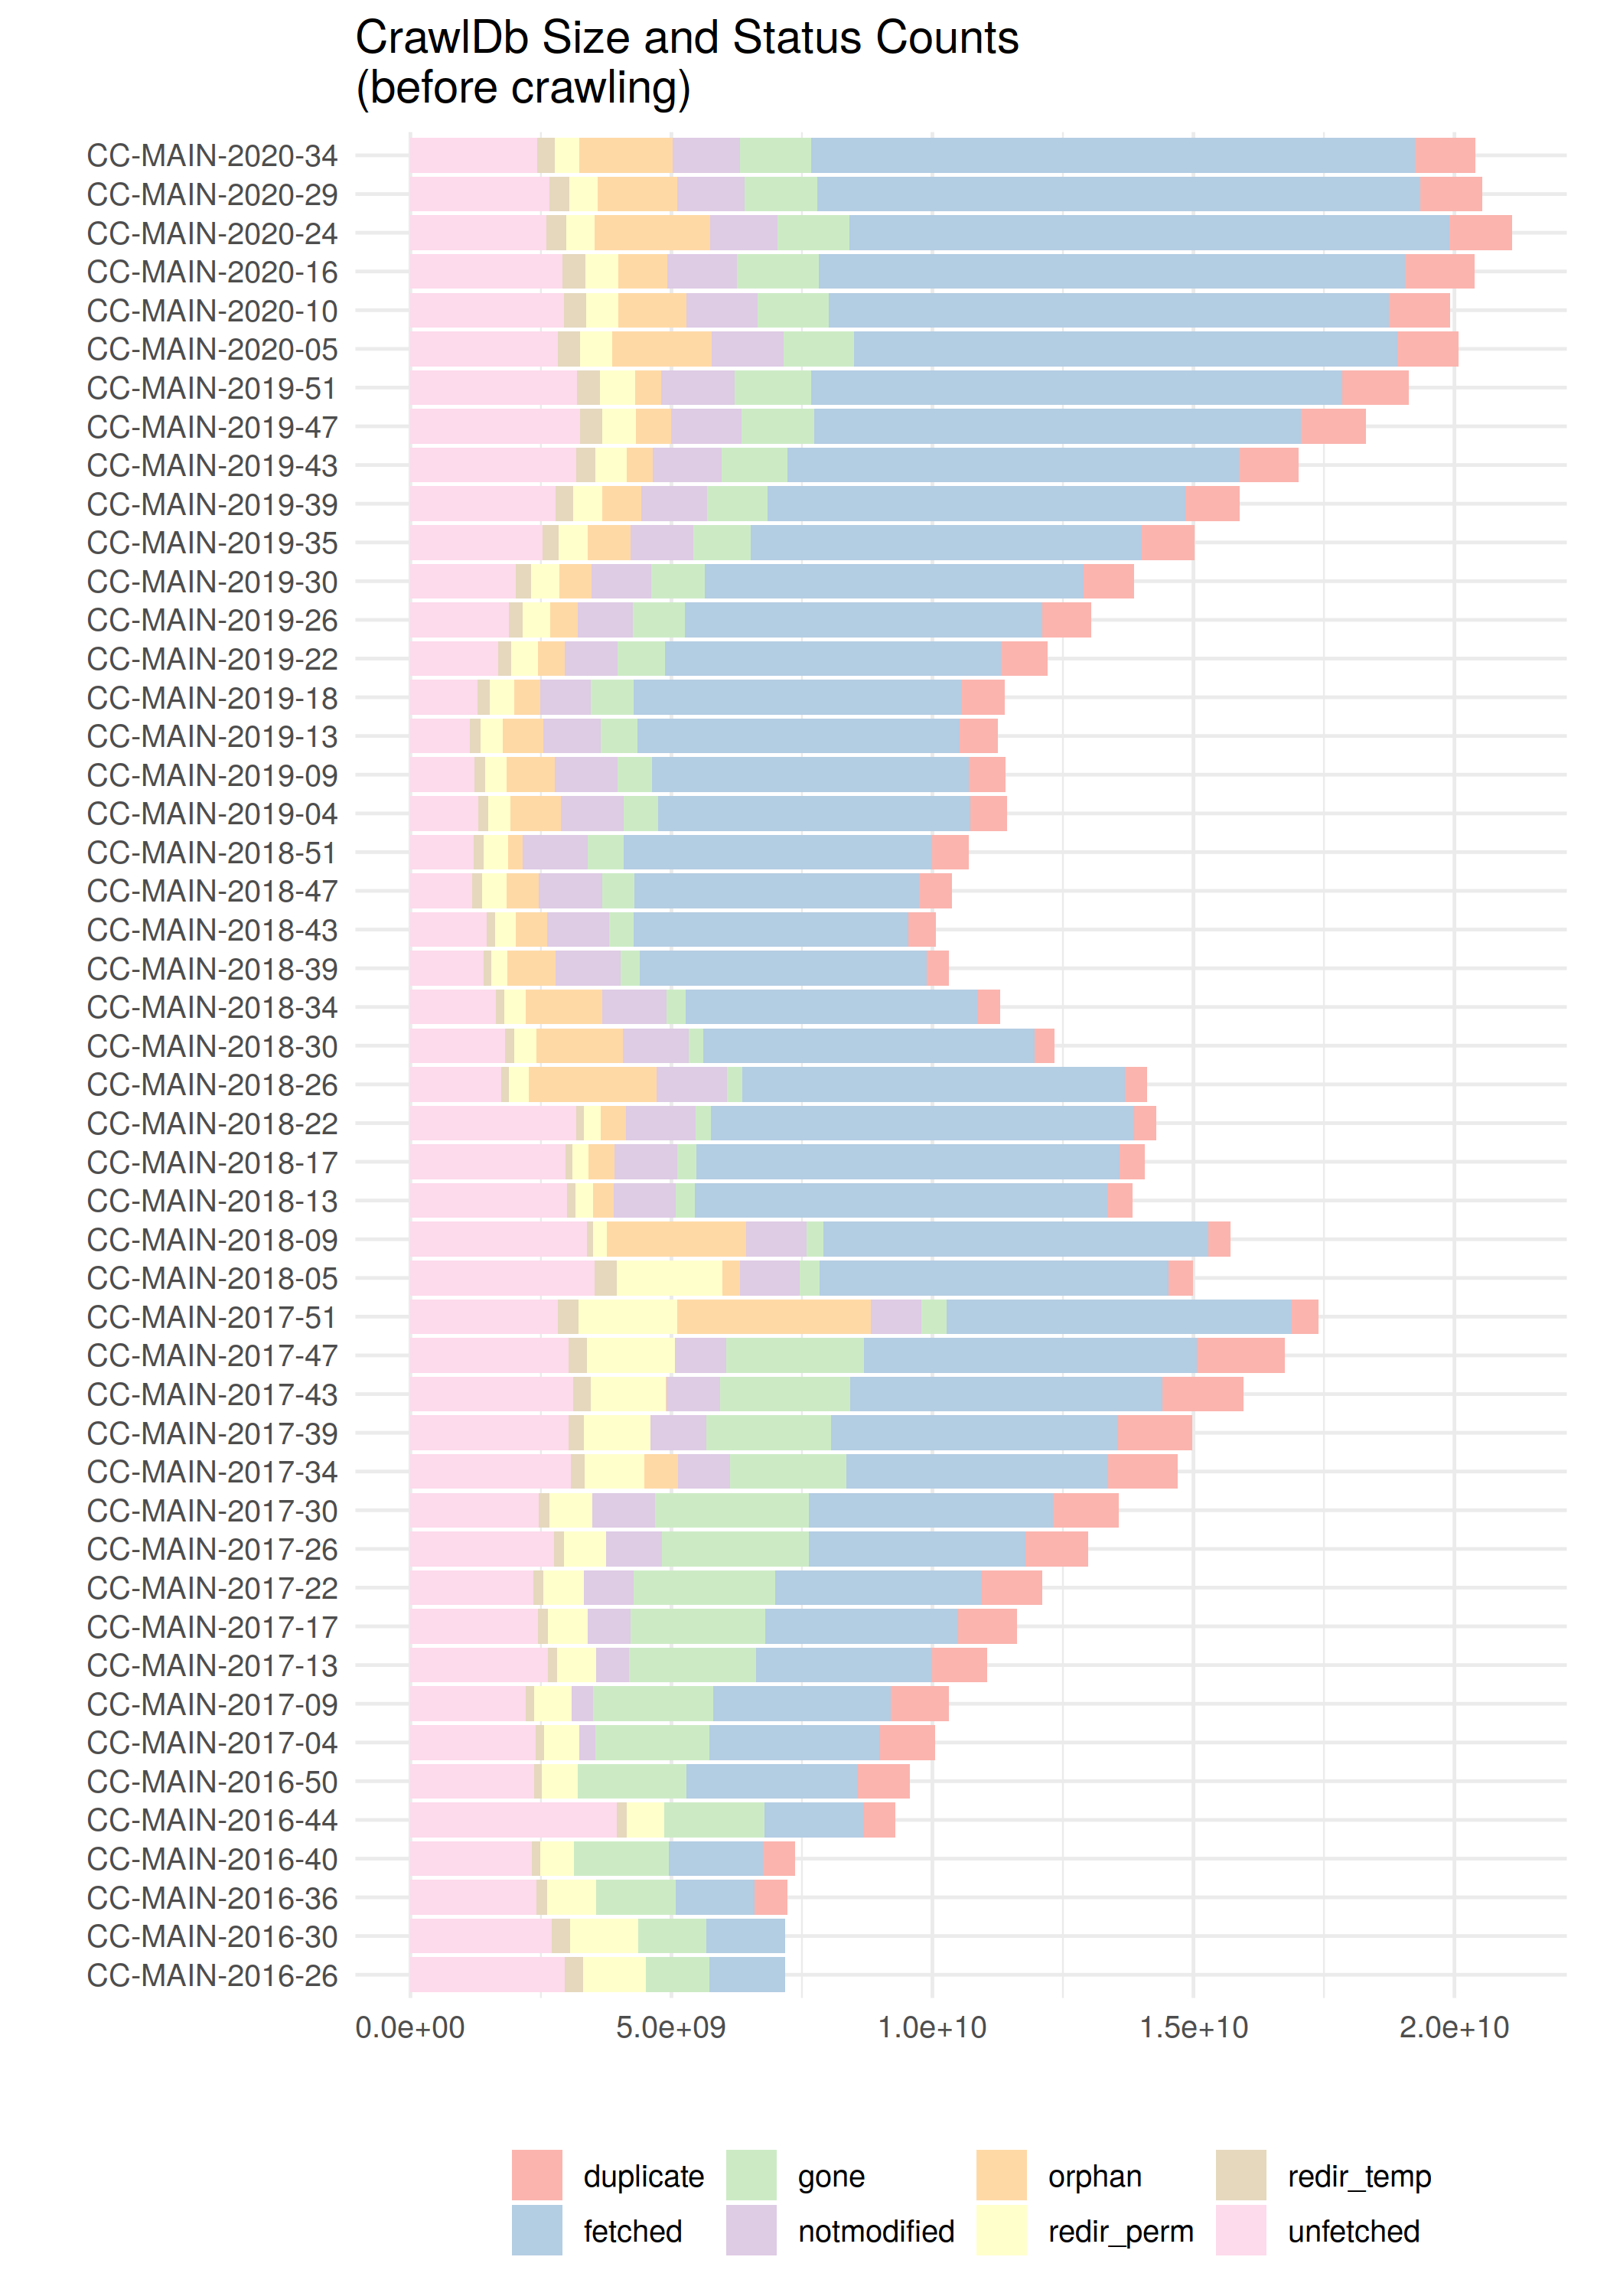 CrawlDb Size and Status Counts
(before crawling)
CC-MAIN-2020-34
CC-MAIN-2020-29
CC-MAIN-2020-24
CC-MAIN-2020-16
CC-MAIN-2020-10
CC-MAIN-2020-05
CC-MAIN-2019-51
CC-MAIN-2019-47
CC-MAIN-2019-43
CC-MAIN-2019-39
CC-MAIN-2019-35
CC-MAIN-2019-30
CC-MAIN-2019-26
CC-MAIN-2019-22
CC-MAIN-2019-18
CC-MAIN-2019-13
CC-MAIN-2019-09
CC-MAIN-2019-04
CC-MAIN-2018-51
CC-MAIN-2018-47
CC-MAIN-2018-43
CC-MAIN-2018-39
CC-MAIN-2018-34
CC-MAIN-2018-30
CC-MAIN-2018-26
CC-MAIN-2018-22
CC-MAIN-2018-17
CC-MAIN-2018-13
CC-MAIN-2018-09
CC-MAIN-2018-05
CC-MAIN-2017-51
CC-MAIN-2017-47
CC-MAIN-2017-43
CC-MAIN-2017-39
CC-MAIN-2017-34
CC-MAIN-2017-30
CC-MAIN-2017-26
CC-MAIN-2017-22
CC-MAIN-2017-17
CC-MAIN-2017-13
CC-MAIN-2017-09
CC-MAIN-2017-04
CC-MAIN-2016-50
CC-MAIN-2016-44
CC-MAIN-2016-40
CC-MAIN-2016-36
CC-MAIN-2016-30
CC-MAIN-2016-26
0.0e+00 5.0e+09 1.0e+10 1.5e+10 2.0e+10
duplicate gone orphan redir_temp
fetched notmodified redir_perm unfetched